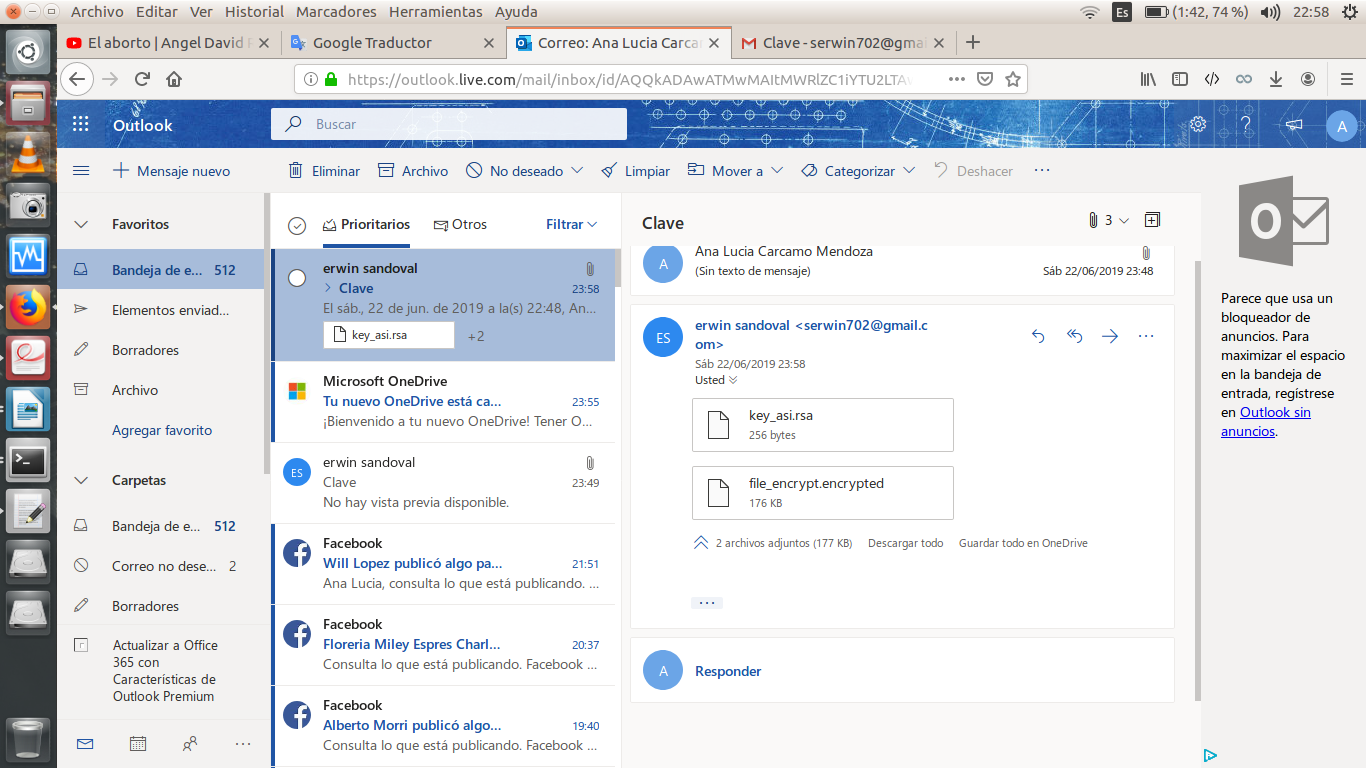 Archivo Editar Ver Historial Marcadores Herramientas Ayuda
Es (1:42, 74 %) 22:58
El aborto | Angel David
Google Traductor
Correo: Ana Lucia Carca
Clave - serwin702@gma
https://outlook.live.com/mail/inbox/id/AQQkADAwATMwMAItMWRlZC1iYTU2LTA
Outlook
Buscar
A
Mensaje nuevo
Eliminar
Archivo
No deseado
Limpiar
Mover a
Categorizar
Deshacer
Favoritos
Bandeja de e... 512
Elementos enviad...
Borradores
Archivo
Agregar favorito
Carpetas
Bandeja de e... 512
Correo no dese... 2
Borradores
Actualizar a Office
365 con
Características de
Outlook Premium
Prioritarios
Otros
Filtrar
erwin sandoval
Clave 23:58
El sáb., 22 de jun. de 2019 a la(s) 22:48, An...
key_asi.rsa +2
Microsoft OneDrive
Tu nuevo OneDrive está ca... 23:55
¡Bienvenido a tu nuevo OneDrive! Tener O...
ES
erwin sandoval
Clave 23:49
No hay vista previa disponible.
Facebook
Will Lopez publicó algo pa... 21:51
Ana Lucia, consulta lo que está publicando. ...
Facebook
Floreria Miley Espres Charl... 20:37
Consulta lo que está publicando. Facebook ...
Facebook
Alberto Morri publicó algo... 19:40
Consulta lo que está publicando. Facebook ...
Clave
3
A
Ana Lucia Carcamo Mendoza
(Sin texto de mensaje) Sáb 22/06/2019 23:48
ES
erwin sandoval <serwin702@gmail.c
om>
Sáb 22/06/2019 23:58
Usted
key_asi.rsa
256 bytes
file_encrypt.encrypted
176 KB
2 archivos adjuntos (177 KB) Descargar todo Guardar todo en OneDrive
A
Responder
Parece que usa un
bloqueador de
anuncios. Para
maximizar el espacio
en la bandeja de
entrada, regístrese
en Outlook sin
anuncios.